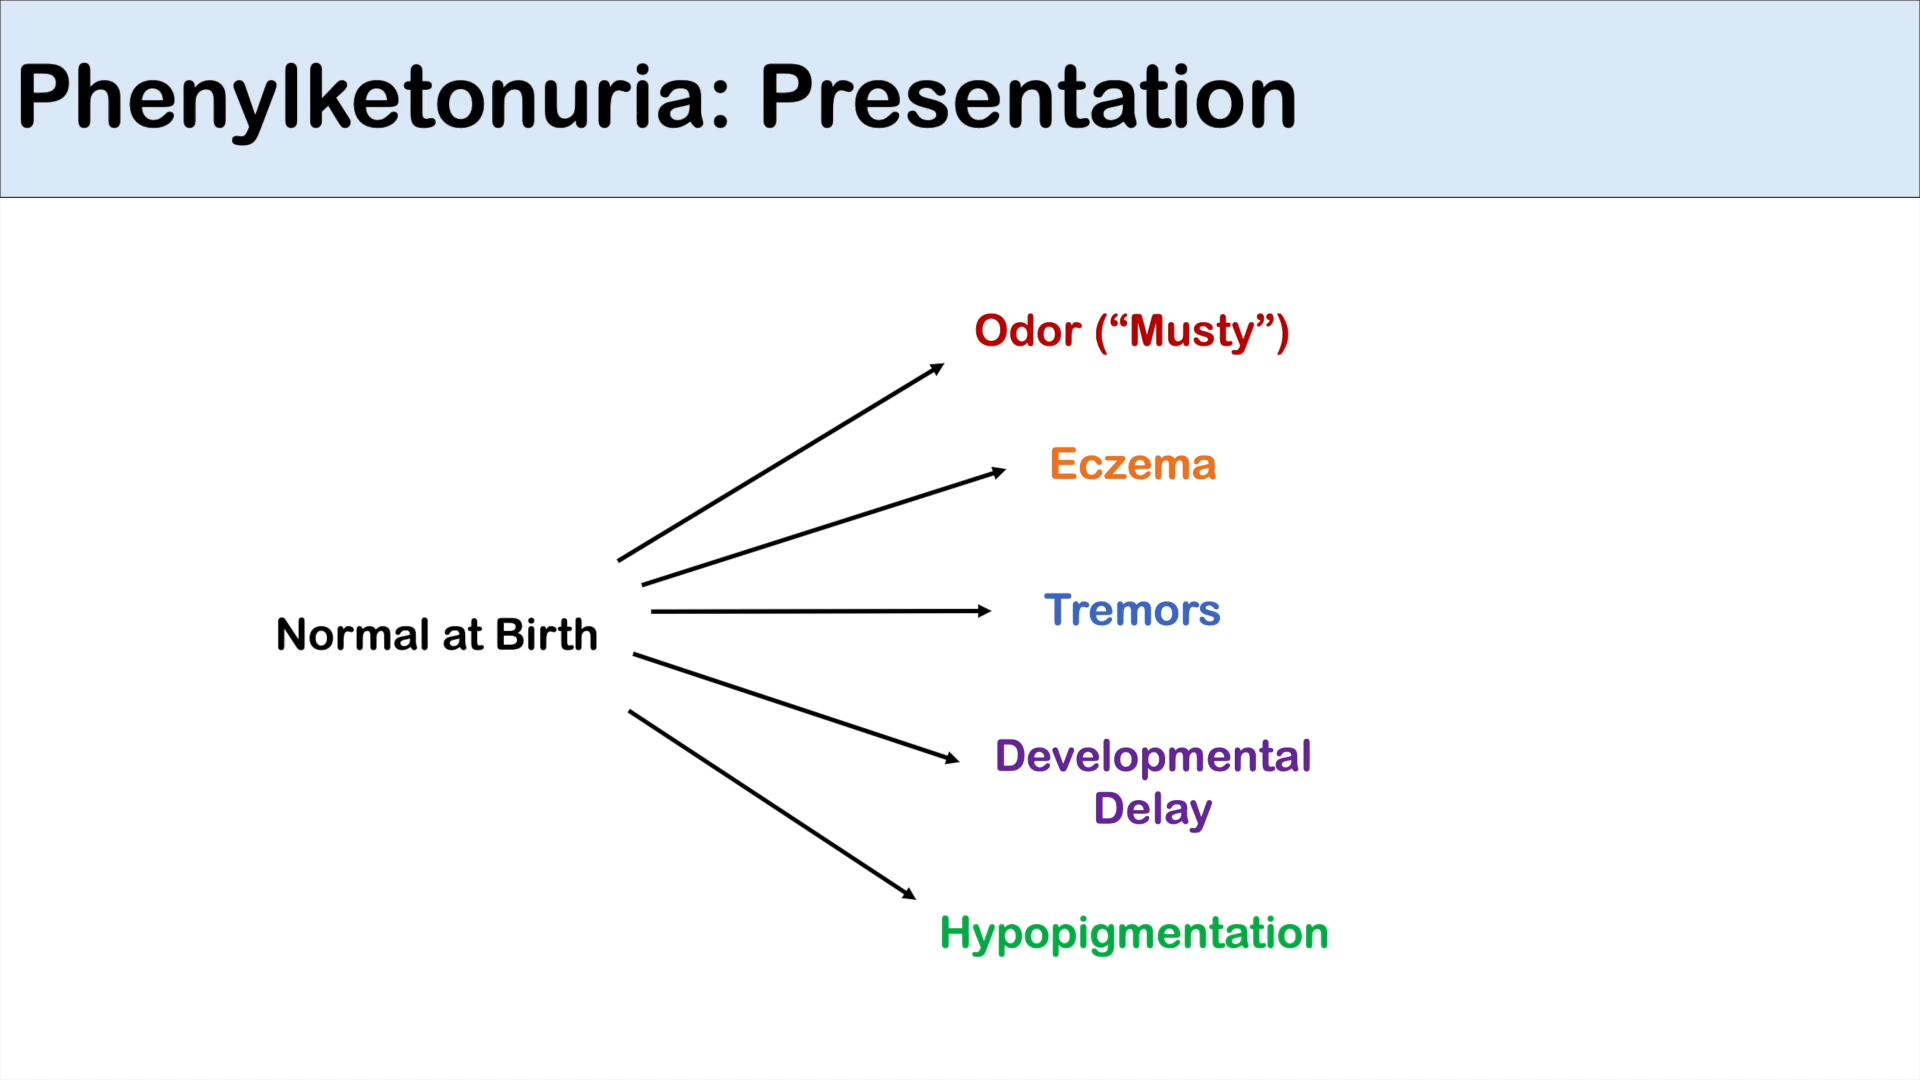 Phenylketonuria: Presentation
Odor (“Musty”)
Eczema
Tremors
Normal at Birth
Developmental
Delay
Hypopigmentation